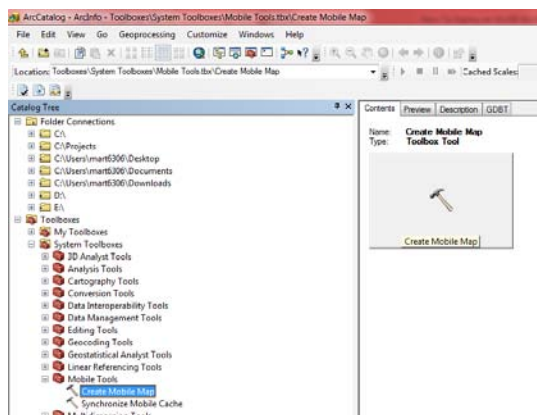 ArcCatalog - ArcInfo - Toolboxes\System Toolboxes\Mobile Tools.tbx\Create Mobile Map
File Edit View Go Geoprocessing Customize Windows Help
Location: Toolboxes\System Toolboxes\Mobile Tools.tbx\Create Mobile Map
Cached Scales:
Catalog Tree
Folder Connections
C:\
C:\Projects
C:\Users\mart6306\Desktop
C:\Users\mart6306\Documents
C:\Users\mart6306\Downloads
D:\
E:\
Toolboxes
My Toolboxes
System Toolboxes
3D Analyst Tools
Analysis Tools
Cartography Tools
Conversion Tools
Data Interoperability Tools
Data Management Tools
Editing Tools
Geocoding Tools
Geostatistical Analyst Tools
Linear Referencing Tools
Mobile Tools
Create Mobile Map
Synchronize Mobile Cache
Contents Preview Description GDBT
Name: Create Mobile Map
Type: Toolbox Tool
Create Mobile Map